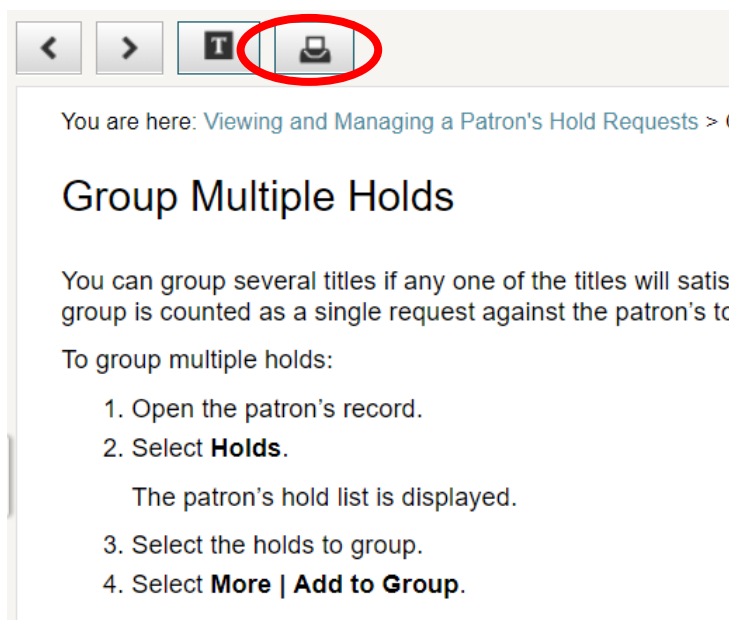 T
You are here: Viewing and Managing a Patron's Hold Requests >
Group Multiple Holds
You can group several titles if any one of the titles will
group is counted as a single request against the patron’s
To group multiple holds:
1. Open the patron’s record.
2. Select Holds.
The patron’s hold list is displayed.
3. Select the holds to group.
4. Select More | Add to Group.